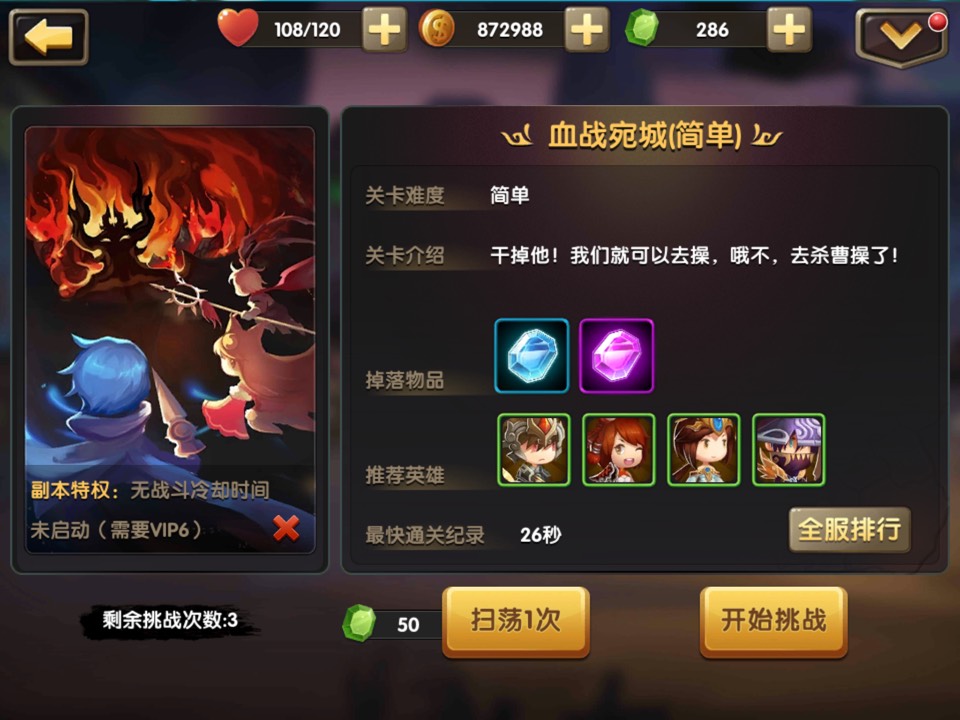 108/120
872988
286
血战宛城(简单)
关卡难度 简单
关卡介绍 干掉他！我们就可以去操，哦不，去杀曹操了！
掉落物品
推荐英雄
副本特权：无战斗冷却时间
未启动（需要VIP6）
最快通关纪录 26秒
全服排行
剩余挑战次数:3
50
扫荡1次
开始挑战